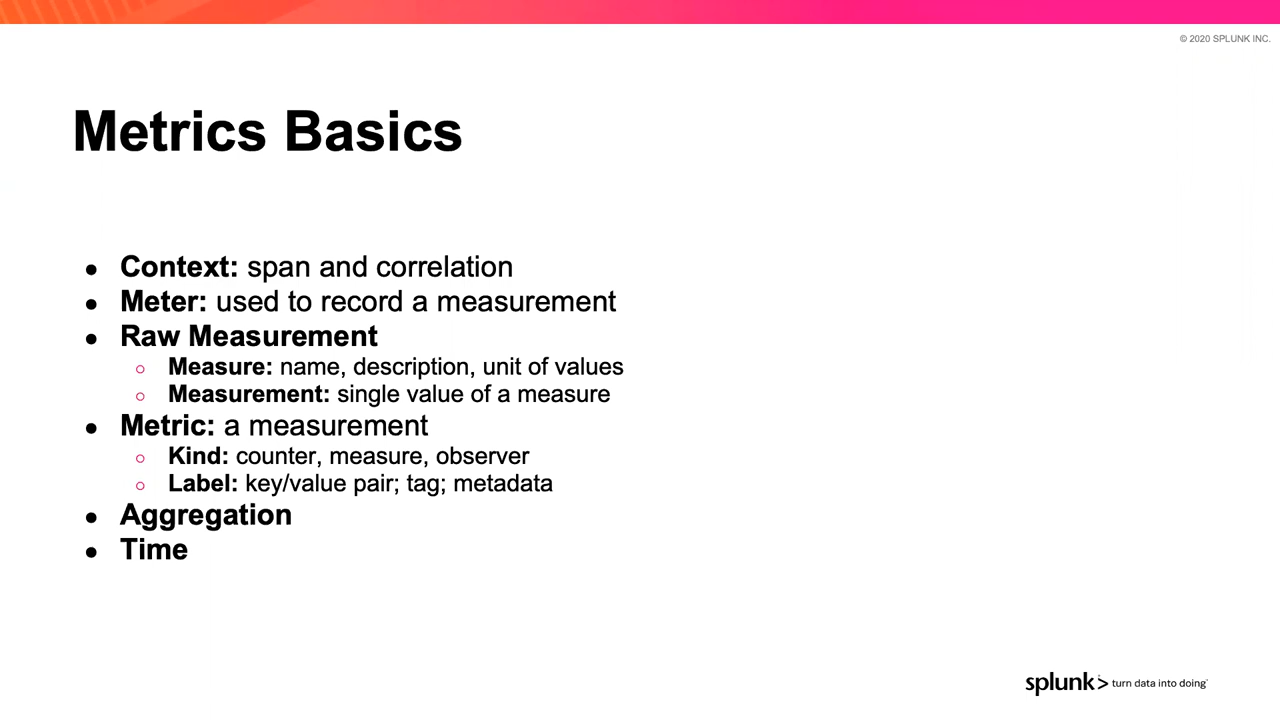 © 2020 SPLUNK INC.
Metrics Basics
● Context: span and correlation
● Meter: used to record a measurement
● Raw Measurement
○ Measure: name, description, unit of values
○ Measurement: single value of a measure
● Metric: a measurement
○ Kind: counter, measure, observer
○ Label: key/value pair; tag; metadata
● Aggregation
● Time
splunk> turn data into doing®